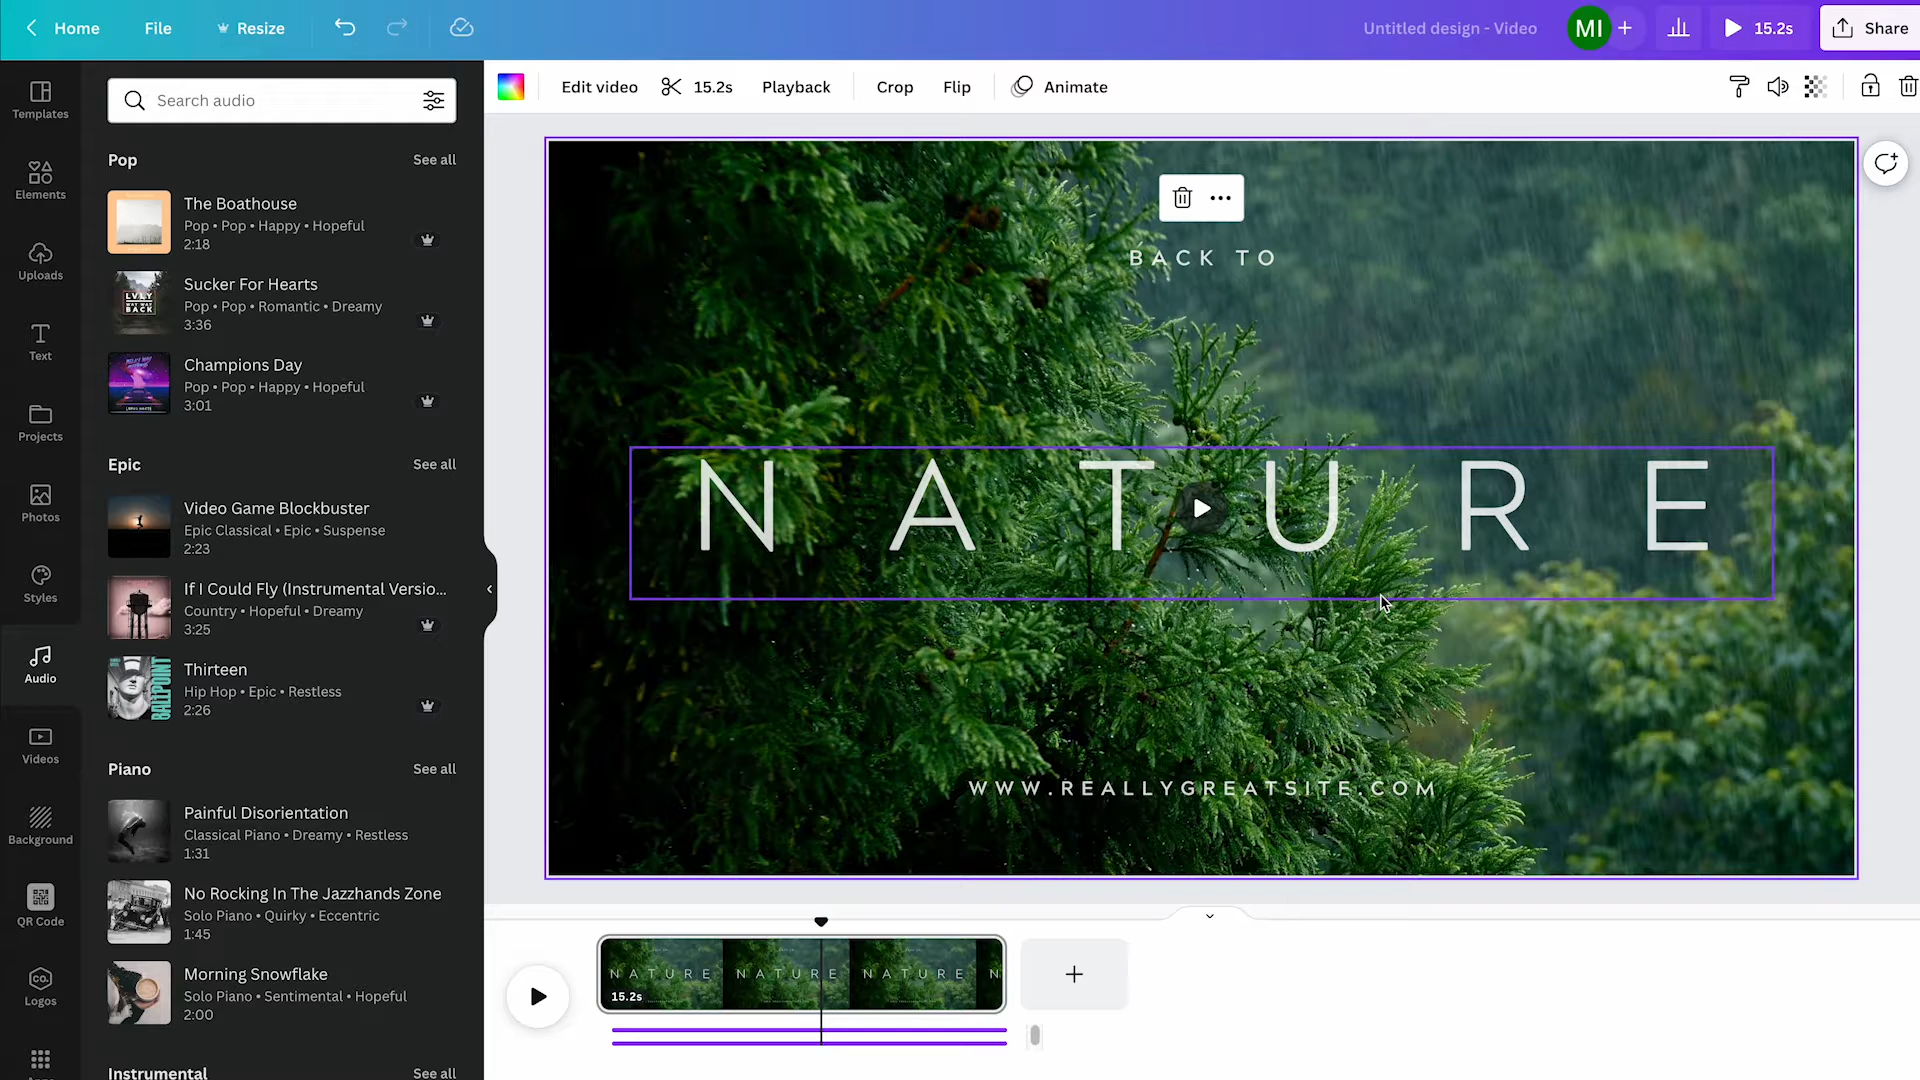 Home
File
Resize
Untitled design - Video
MI
15.2s
Share
Templates
Elements
Uploads
Text
Projects
Photos
Styles
Audio
Videos
Background
QR Code
CO.
Logos
Search audio
Pop
See all
The Boathouse
Pop • Pop • Happy • Hopeful
2:18
Sucker For Hearts
Pop • Pop • Romantic • Dreamy
3:36
Champions Day
Pop • Pop • Happy • Hopeful
3:01
Epic
See all
Video Game Blockbuster
Epic Classical • Epic • Suspense
2:23
If I Could Fly (Instrumental Versio...
Country • Hopeful • Dreamy
3:25
Thirteen
Hip Hop • Epic • Restless
2:26
BALLPOINT
Piano
See all
Painful Disorientation
Classical Piano • Dreamy • Restless
1:31
No Rocking In The Jazzhands Zone
Solo Piano • Quirky • Eccentric
1:45
Morning Snowflake
Solo Piano • Sentimental • Hopeful
2:00
Instrumental
See all
Edit video
15.2s
Playback
Crop
Flip
Animate
BACK TO
NATURE
WWW.REALLYGREATSITE.COM
NATURE
NATURE
NATURE
N
15.2s